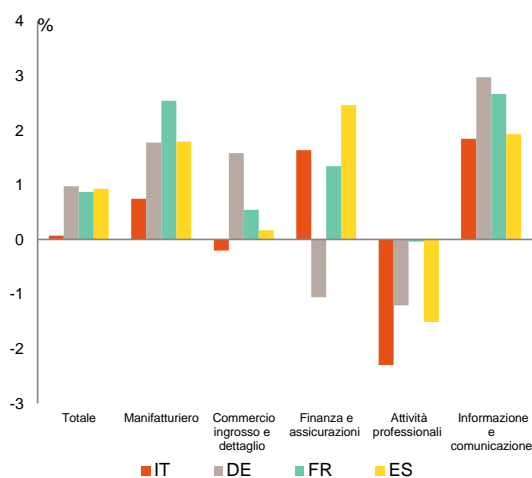 4
%
3
2
1
0
-1
-2
-3
Totale
Manifatturiero
Commercio
ingrosso e
dettaglio
Finanza e
assicurazioni
Attività
professionali
Informazione
e
comunicazione
IT DE FR ES